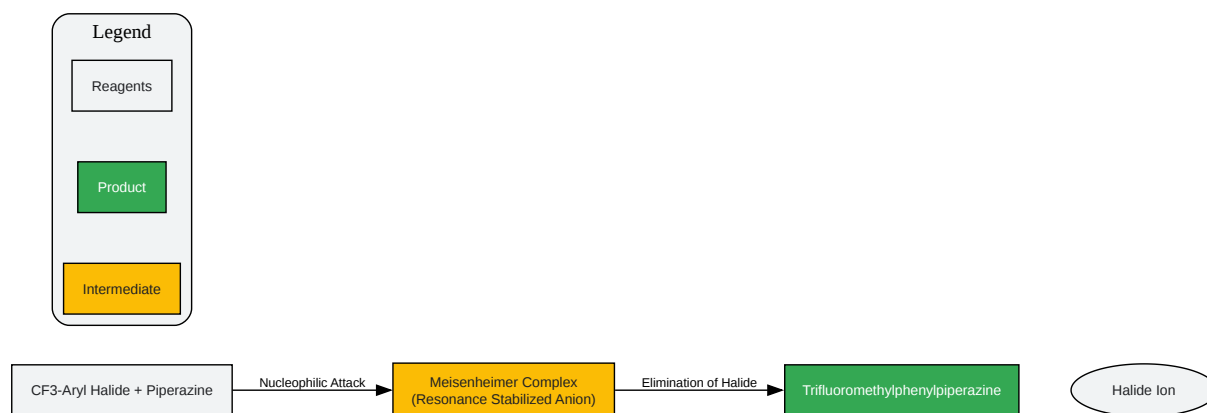 Legend
Reagents
Product
Intermediate
CF3-Aryl Halide + Piperazine
Nucleophilic Attack
Meisenheimer Complex
(Resonance Stabilized Anion)
Elimination of Halide
Trifluoromethylphenylpiperazine
Halide Ion